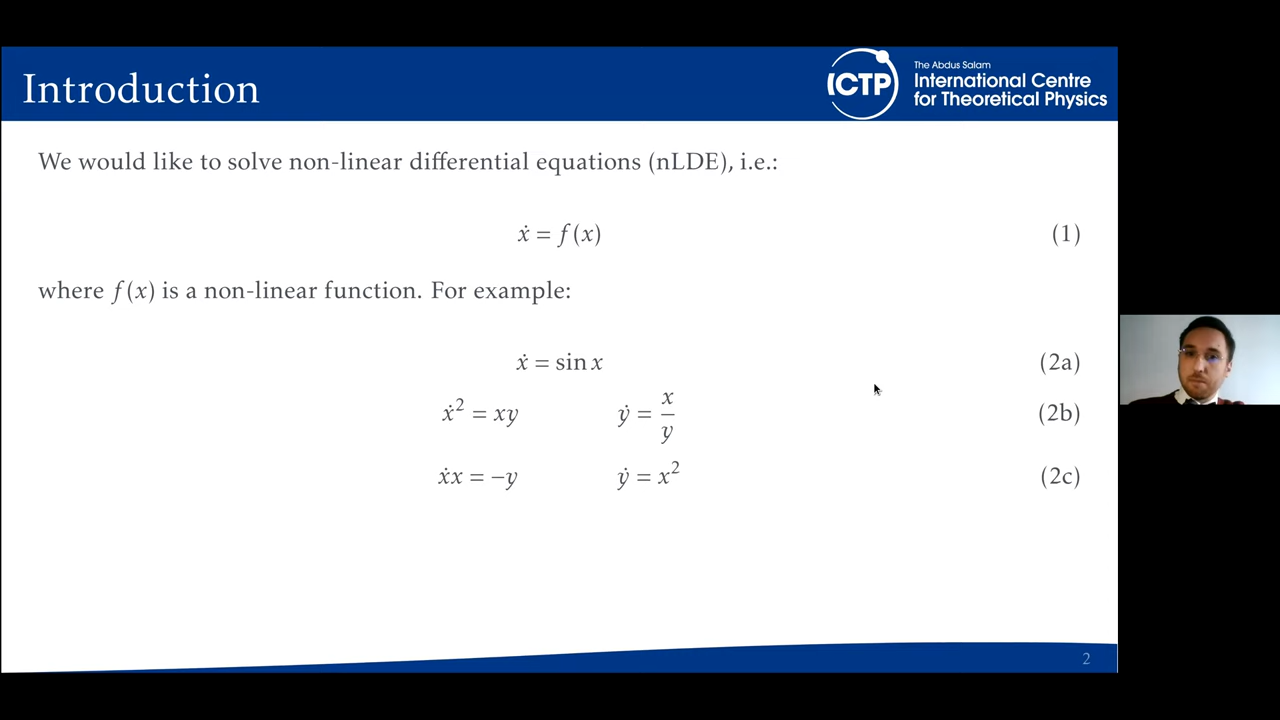 Introduction
ICTP
The Abdus Salam
International Centre
for Theoretical Physics
We would like to solve non-linear differential equations (nLDE), i.e.:
ẋ = f(x) (1)
where f(x) is a non-linear function. For example:
ẋ = sin x (2a)
ẋ² = xy ẏ = x/y (2b)
ẋx = −y ẏ = x² (2c)
2